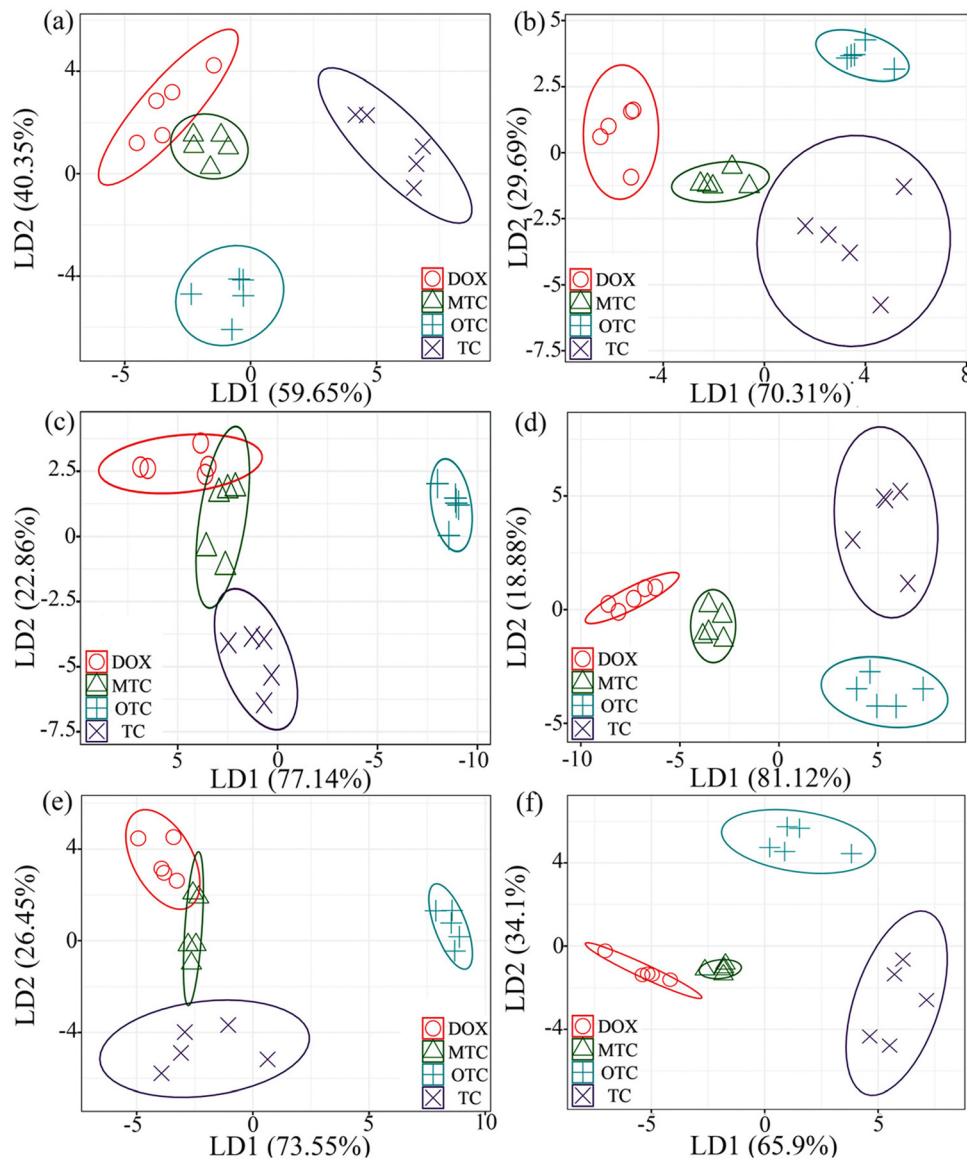 (a)
LD2 (40.35%)
4
0
-4
-5
0
5
LD1 (59.65%)
DOX
MTC
OTC
TC
(b)
LD2 (29.69%)
5
2.5
0
-2.5
-5
-7.5
-4
0
4
8
LD1 (70.31%)
DOX
MTC
OTC
TC
(c)
LD2 (22.86%)
2.5
0
-2.5
-5
-7.5
5
0
-5
-10
LD1 (77.14%)
DOX
MTC
OTC
TC
(d)
LD2 (18.88%)
5
0
-5
-10
-5
0
5
LD1 (81.12%)
DOX
MTC
OTC
TC
(e)
LD2 (26.45%)
4
0
-4
-5
0
5
10
LD1 (73.55%)
DOX
MTC
OTC
TC
(f)
LD2 (34.1%)
4
0
-4
-5
0
5
LD1 (65.9%)
DOX
MTC
OTC
TC